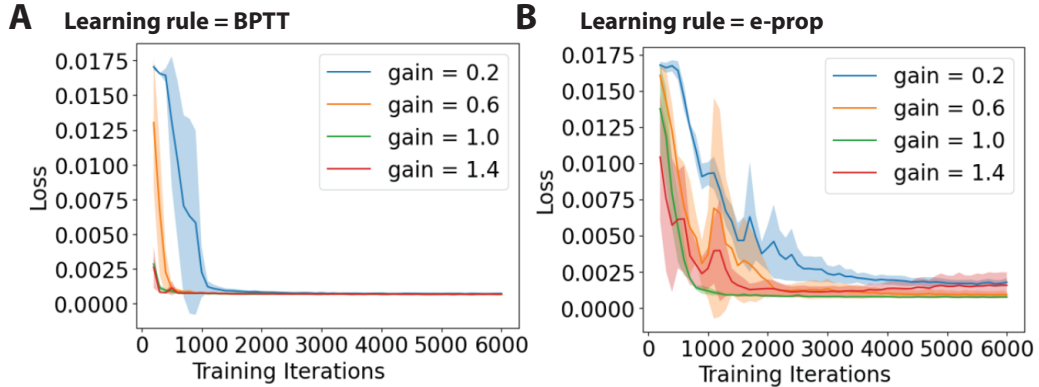 A Learning rule = BPTT
0.0175
0.0150
0.0125
0.0100
0.0075
0.0050
0.0025
0.0000
Loss
gain = 0.2
gain = 0.6
gain = 1.0
gain = 1.4
0 1000 2000 3000 4000 5000 6000
Training Iterations
B Learning rule = e-prop
0.0175
0.0150
0.0125
0.0100
0.0075
0.0050
0.0025
0.0000
Loss
gain = 0.2
gain = 0.6
gain = 1.0
gain = 1.4
0 1000 2000 3000 4000 5000 6000
Training Iterations